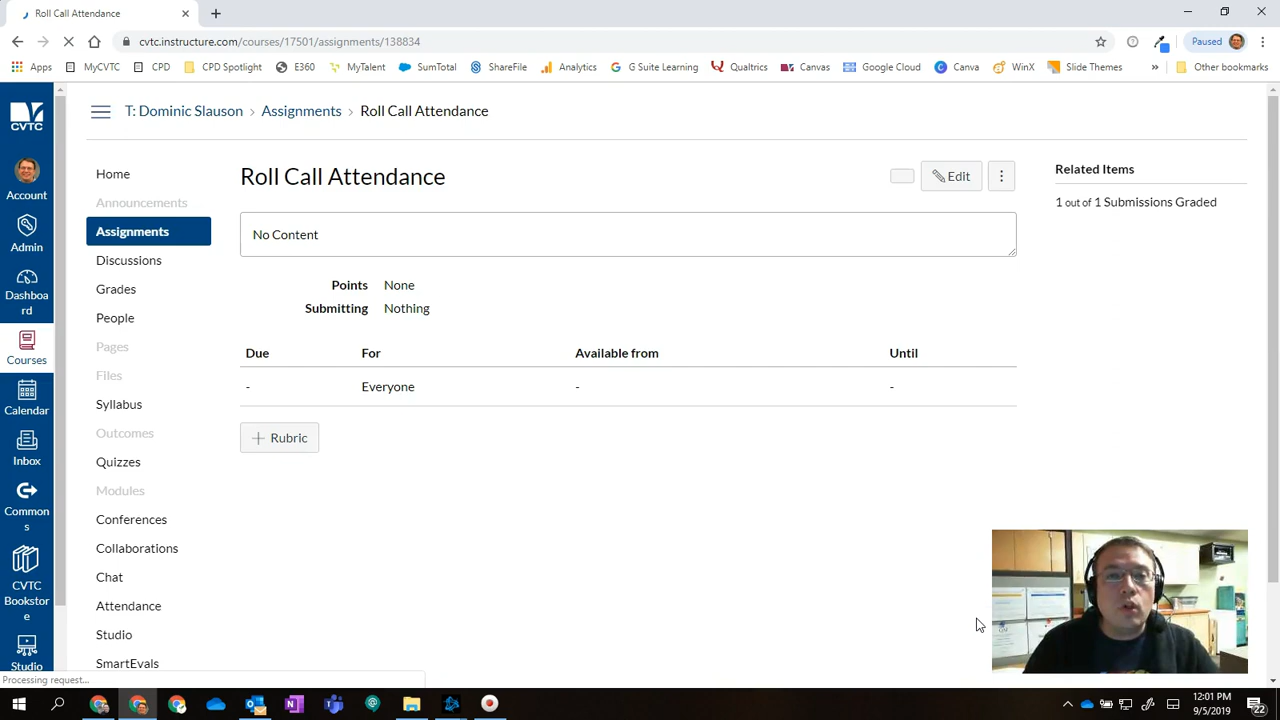 Roll Call Attendance
cvtc.instructure.com/courses/17501/assignments/138834
Paused
Apps MyCVTC CPD CPD Spotlight E360 MyTalent SumTotal ShareFile Analytics G Suite Learning Qualtrics Canvas Google Cloud Canva WinX Slide Themes » Other bookmarks
CVTC
Account
Admin
Dashboa
rd
Courses
Calendar
Inbox
Common
s
CVTC
Bookstor
e
Studio
T: Dominic Slauson > Assignments > Roll Call Attendance
Home
Announcements
Assignments
Discussions
Grades
People
Pages
Files
Syllabus
Outcomes
Quizzes
Modules
Conferences
Collaborations
Chat
Attendance
Studio
SmartEvals
Roll Call Attendance
Edit
No Content
Points None
Submitting Nothing
Due For Available from Until
- Everyone - -
+ Rubric
Related Items
1 out of 1 Submissions Graded
Processing request...
12:01 PM
9/5/2019
22